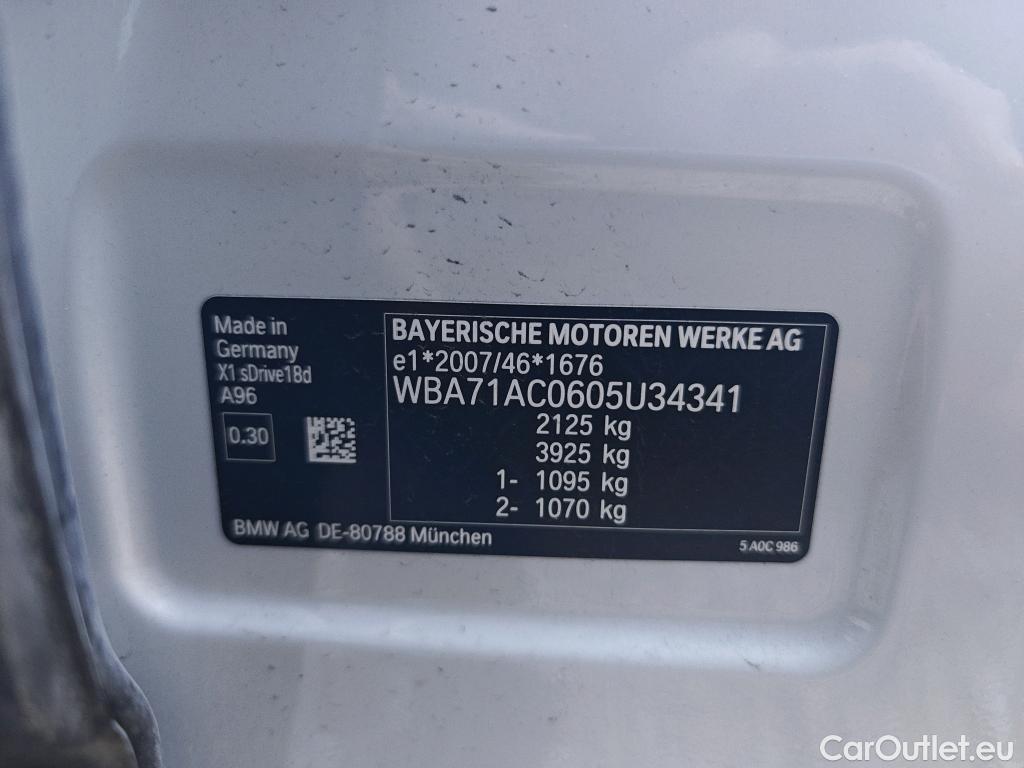 Made in
Germany
X1 sDrive18d
A96
0.30
BAYERISCHE MOTOREN WERKE AG
e1*2007/46*1676
WBA71AC0605U34341
2125 kg
3925 kg
1- 1095 kg
2- 1070 kg
BMW AG DE-80788 München
5 A0C 986
CarOutlet.eu